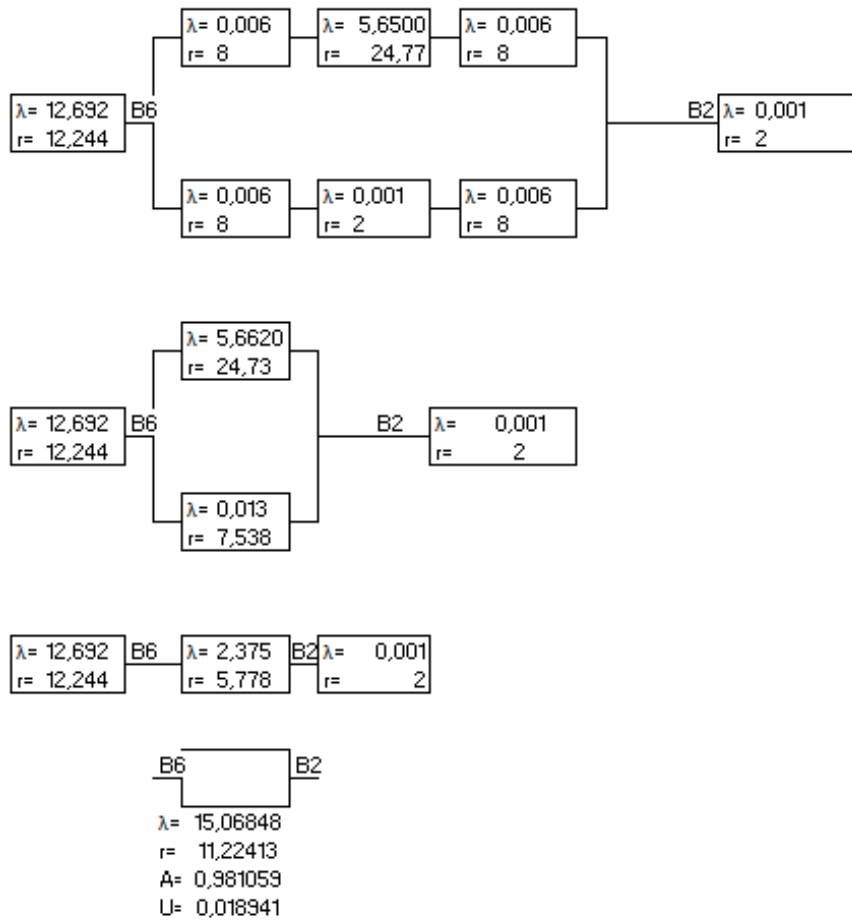 λ= 0,006 λ= 5,6500 λ= 0,006
r= 8 r= 24,77 r= 8
λ= 12,692 B6 B2 λ= 0,001
r= 12,244 r= 2
λ= 0,006 λ= 0,001 λ= 0,006
r= 8 r= 2 r= 8
λ= 5,6620
r= 24,73
λ= 12,692 B6 B2 λ= 0,001
r= 12,244 r= 2
λ= 0,013
r= 7,538
λ= 12,692 B6 λ= 2,375 B2 λ= 0,001
r= 12,244 r= 5,778 r= 2
B6 B2
λ= 15,06848
r= 11,22413
A= 0,981059
U= 0,018941